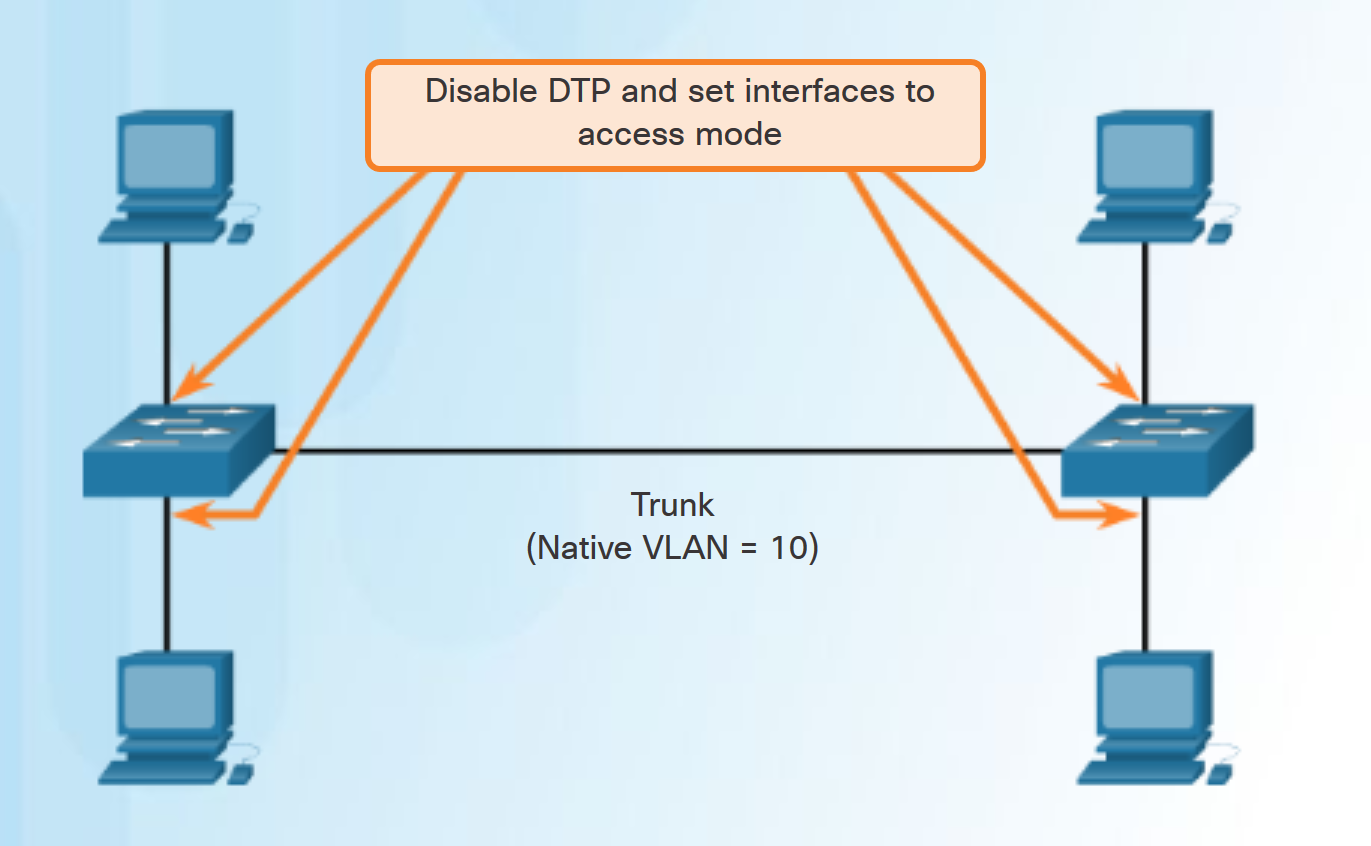 Disable DTP and set interfaces to
access mode
Trunk
(Native VLAN = 10)